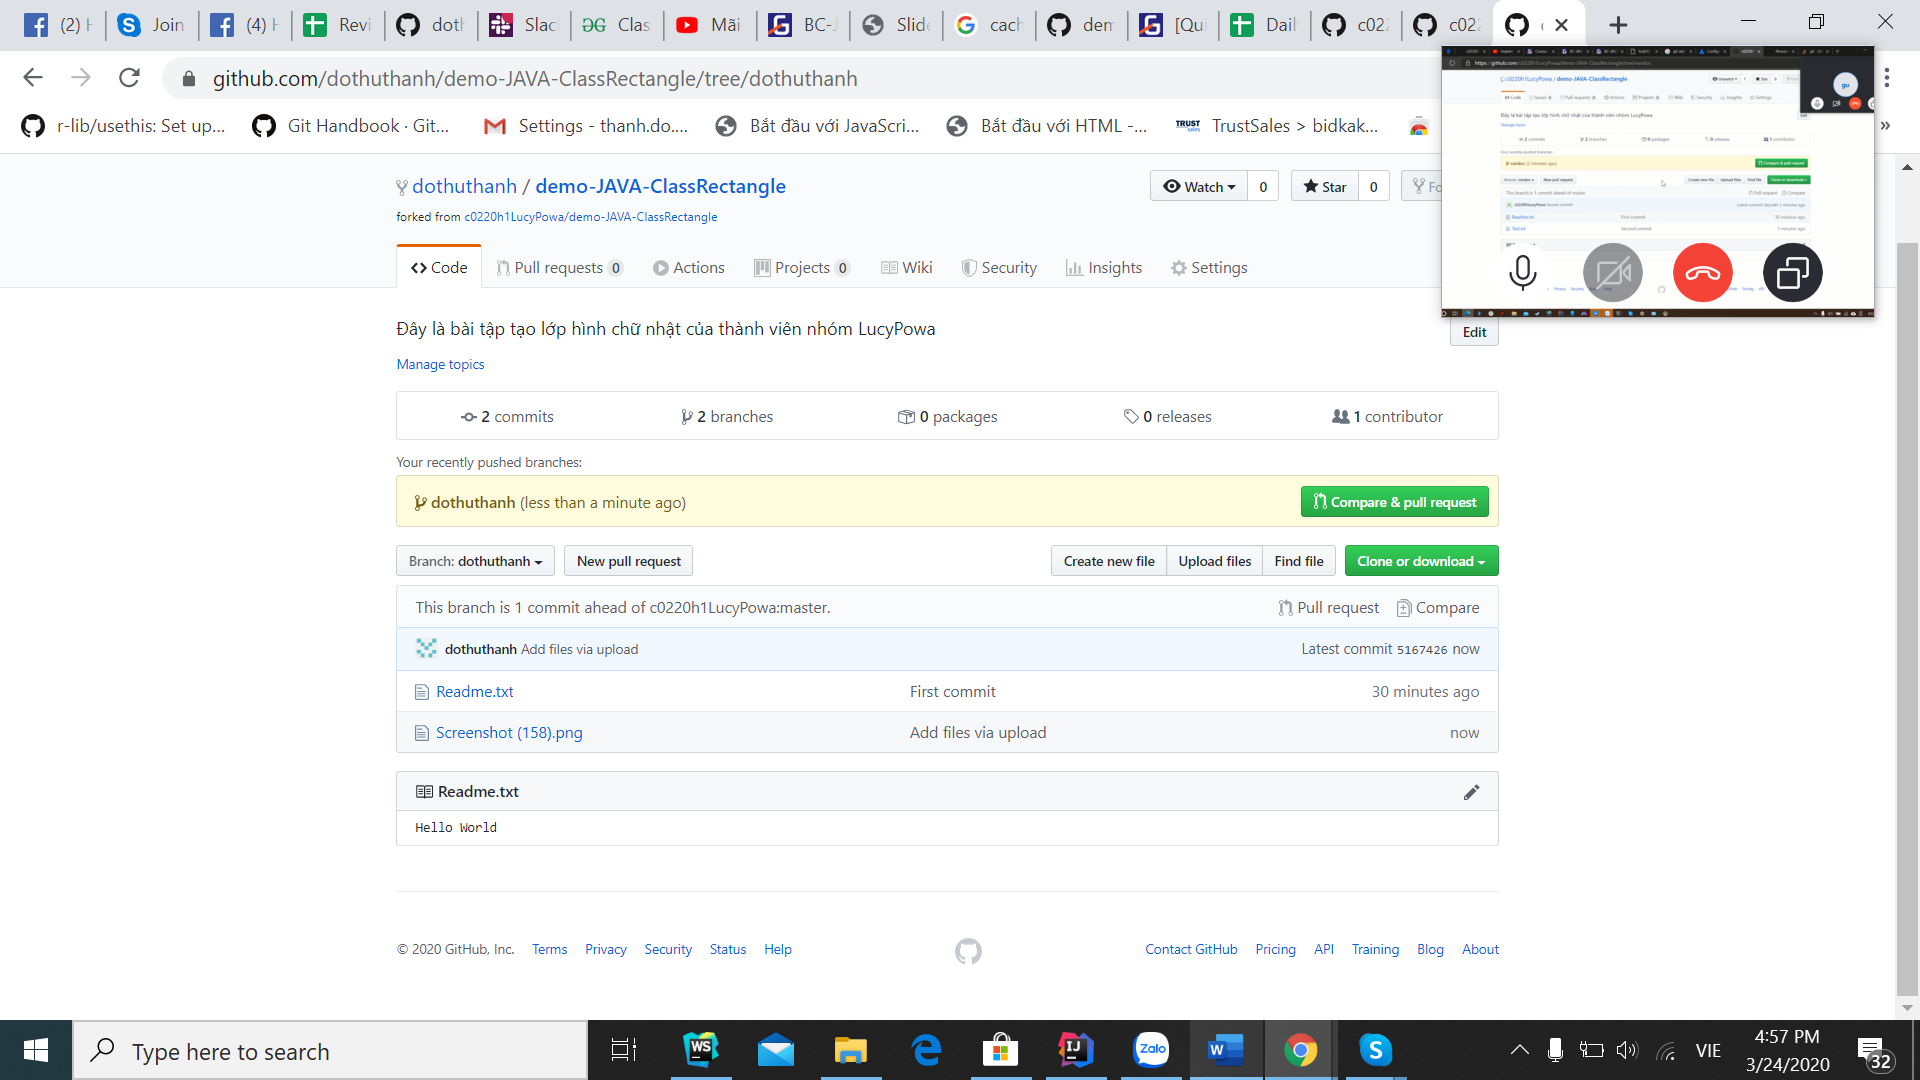 (2) H
Join
(4) H
Revi
doth
Slac
Clas
Mãi
BC-J
Slide
cach
dem
[Qui
Dail
c022
c022
github.com/dothuthanh/demo-JAVA-ClassRectangle/tree/dothuthanh
r-lib/usethis: Set up...
Git Handbook · Git...
Settings - thanh.do....
Bắt đầu với JavaScri...
Bắt đầu với HTML -...
TrustSales > bidkak...
»
dothuthanh / demo-JAVA-ClassRectangle
Watch 0
Star 0
Fo
forked from c0220h1LucyPowa/demo-JAVA-ClassRectangle
Code
Pull requests 0
Actions
Projects 0
Wiki
Security
Insights
Settings
Đây là bài tập tạo lớp hình chữ nhật của thành viên nhóm LucyPowa
Edit
Manage topics
2 commits
2 branches
0 packages
0 releases
1 contributor
Your recently pushed branches:
dothuthanh (less than a minute ago)
Compare & pull request
Branch: dothuthanh
New pull request
Create new file
Upload files
Find file
Clone or download
This branch is 1 commit ahead of c0220h1LucyPowa:master.
Pull request
Compare
dothuthanh Add files via upload
Latest commit 5167426 now
Readme.txt First commit 30 minutes ago
Screenshot (158).png Add files via upload now
Readme.txt
Hello World
© 2020 GitHub, Inc.
Terms
Privacy
Security
Status
Help
Contact GitHub
Pricing
API
Training
Blog
About
Type here to search
WS
IJ
Zalo
W
VIE
4:57 PM
3/24/2020
32